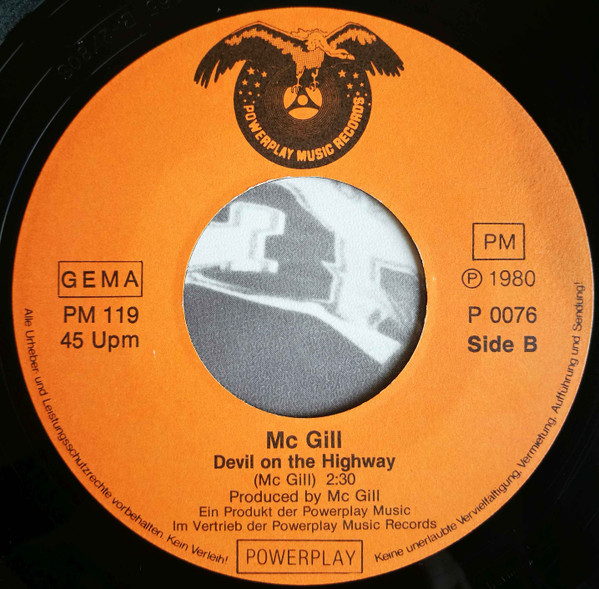 POWERPLAY MUSIC RECORDS
GEMA
PM 119
45 Upm
PM
Ⓟ 1980
P 0076
Side B
Mc Gill
Devil on the Highway
(Mc Gill) 2:30
Produced by Mc Gill
Ein Produkt der Powerplay Music
Im Vertrieb der Powerplay Music Records
POWERPLAY
Alle Urheber und Leistungsschutzrechte vorbehalten. Kein Verleih!
Keine unerlaubte Vervielfältigung, Vermietung, Aufführung und Sendung!